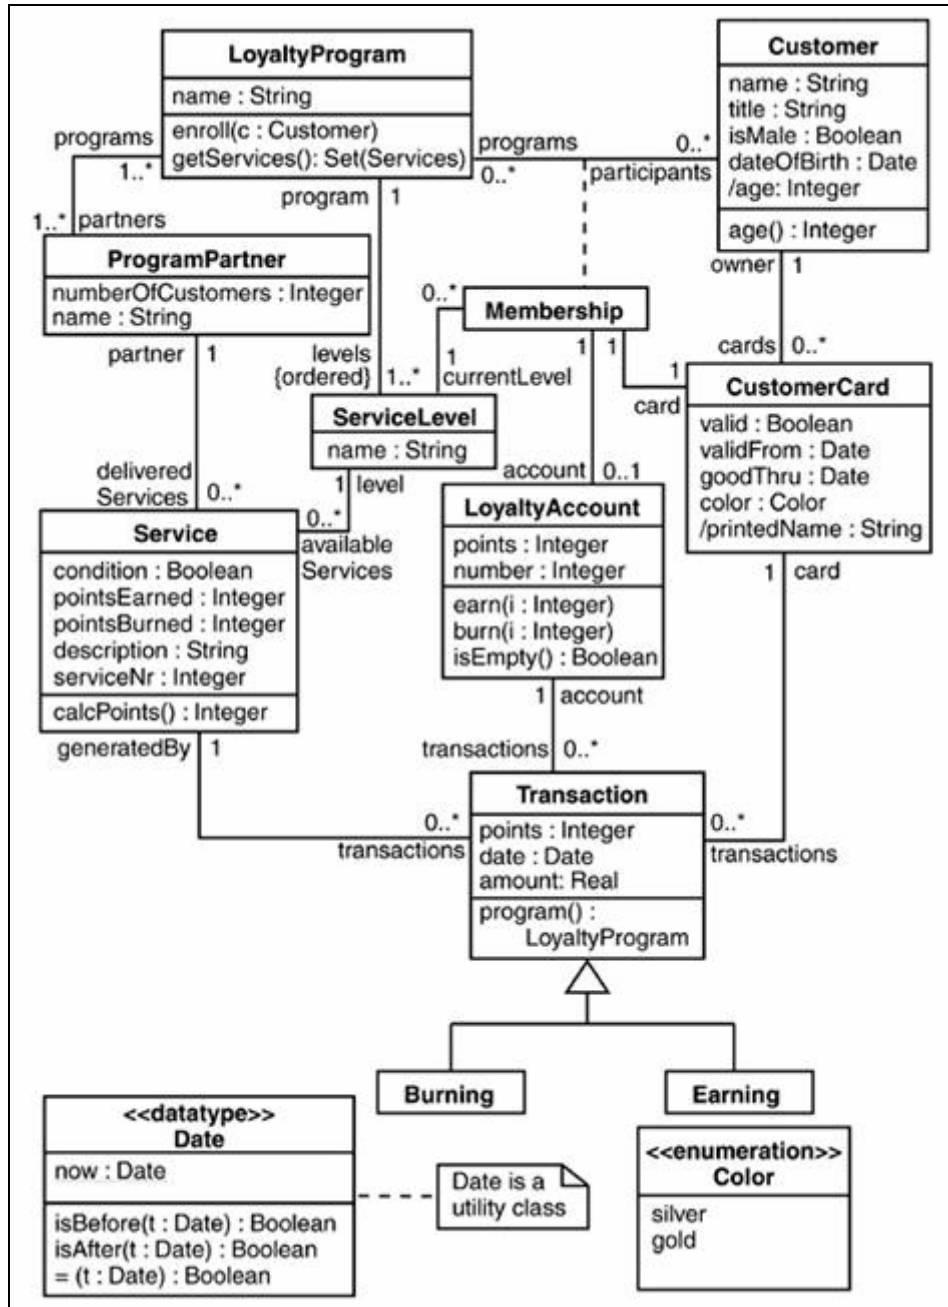 LoyaltyProgram
name : String
enroll(c : Customer)
getServices(): Set(Services)
Customer
name : String
title : String
isMale : Boolean
dateOfBirth : Date
/age: Integer
age() : Integer
programs
1..*
programs
0..*
0..*
participants
program
1
1..*
partners
ProgramPartner
numberOfCustomers : Integer
name : String
owner
1
0..*
Membership
partner
1
levels
{ordered}
1..*
1
currentLevel
1
1
1
card
cards
0..*
CustomerCard
valid : Boolean
validFrom : Date
goodThru : Date
color : Color
/printedName : String
ServiceLevel
name : String
delivered
Services
0..*
1
level
0..*
available
Services
account
0..1
LoyaltyAccount
points : Integer
number : Integer
earn(i : Integer)
burn(i : Integer)
isEmpty() : Boolean
Service
condition : Boolean
pointsEarned : Integer
pointsBurned : Integer
description : String
serviceNr : Integer
calcPoints() : Integer
1
card
1
account
generatedBy
1
transactions
0..*
Transaction
points : Integer
date : Date
amount: Real
program() :
LoyaltyProgram
0..*
transactions
0..*
transactions
Burning
Earning
<<datatype>>
Date
now : Date
isBefore(t : Date) : Boolean
isAfter(t : Date) : Boolean
= (t : Date) : Boolean
Date is a
utility class
<<enumeration>>
Color
silver
gold